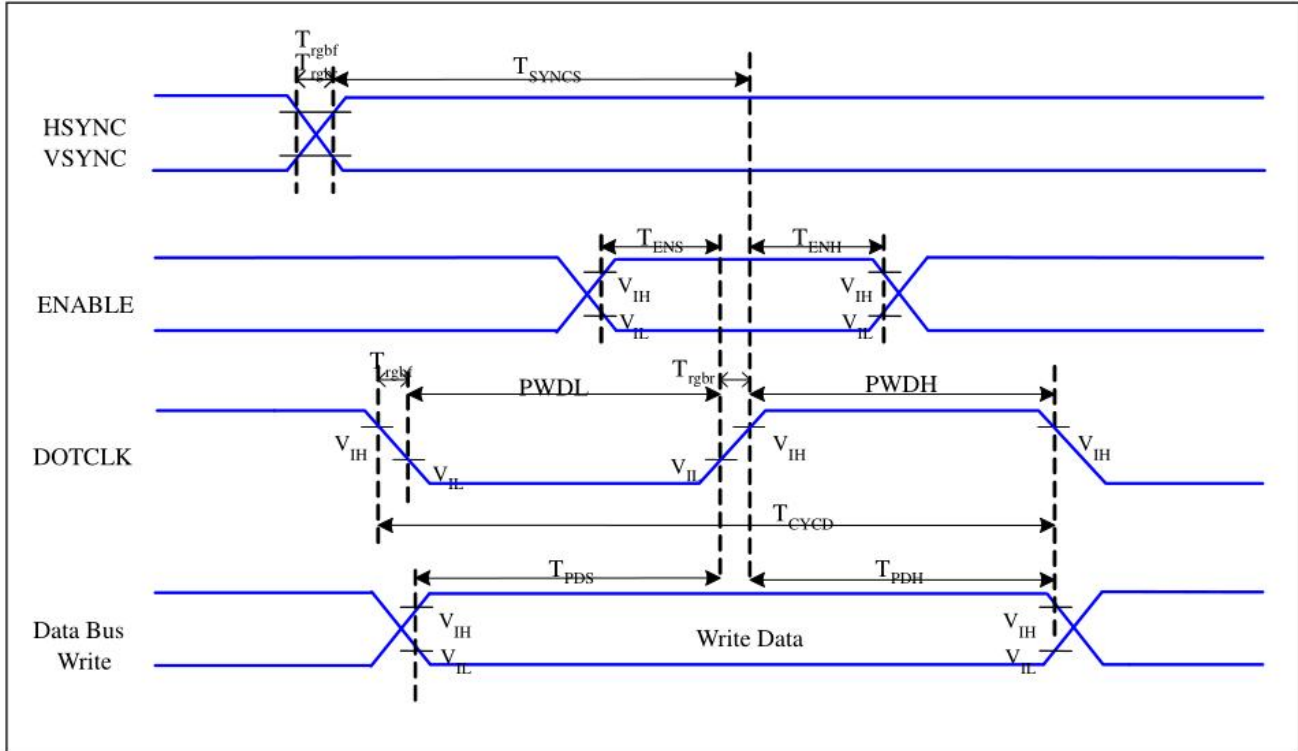 Trgbf
Trgbr TSYNCS
HSYNC
VSYNC
TENS TENH
VIH VIH
ENABLE
VIL VIL
Trgbf PWDL Trgbr PWDH
VIH VIH VIH
DOTCLK
VIL VIL
TCYCD
TPDS TPDH
VIH VIH
Data Bus Write Data
Write
VIL VIL